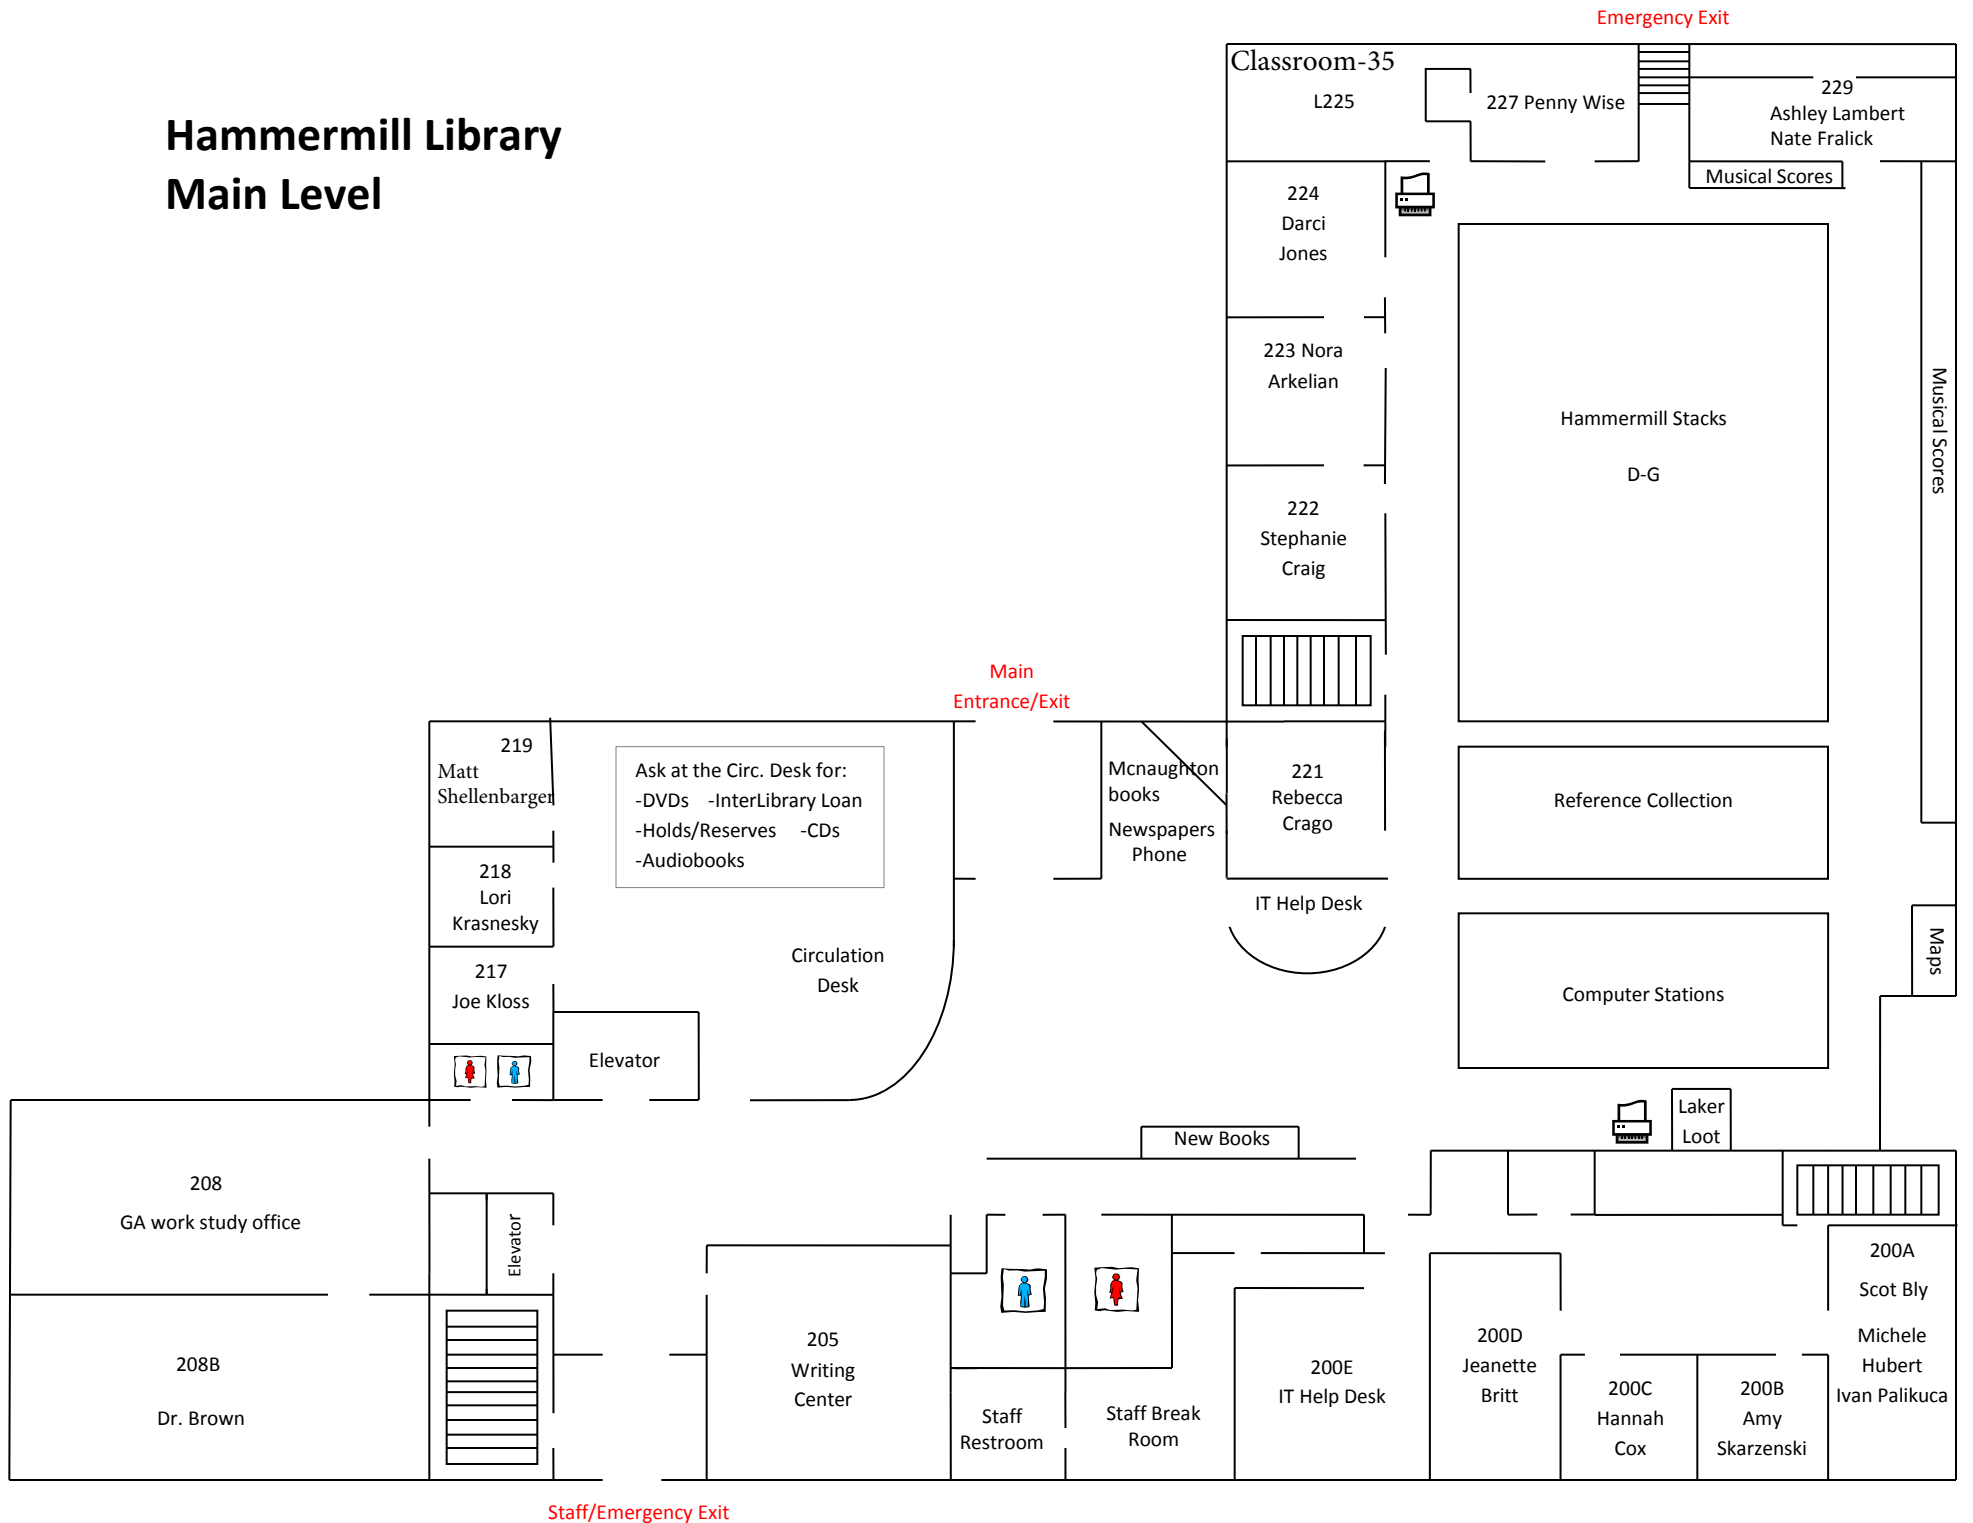 Emergency Exit
Hammermill Library
Main Level
Classroom-35
L225
227 Penny Wise
229
Ashley Lambert
Nate Fralick
Musical Scores
224
Darci
Jones
223 Nora
Arkelian
222
Stephanie
Craig
Hammermill Stacks
D-G
Musical Scores
Main
Entrance/Exit
219
Matt
Shellenbarger
Ask at the Circ. Desk for:
-DVDs -InterLibrary Loan
-Holds/Reserves -CDs
-Audiobooks
Mcnaughton
books
Newspapers
Phone
221
Rebecca
Crago
Reference Collection
218
Lori
Krasnesky
IT Help Desk
Circulation
Desk
217
Joe Kloss
Maps
Computer Stations
Elevator
Laker
Loot
New Books
208
GA work study office
Elevator
208B
Dr. Brown
205
Writing
Center
Staff
Restroom
Staff Break
Room
200E
IT Help Desk
200D
Jeanette
Britt
200C
Hannah
Cox
200B
Amy
Skarzenski
200A
Scot Bly
Michele
Hubert
Ivan Palikuca
Staff/Emergency Exit